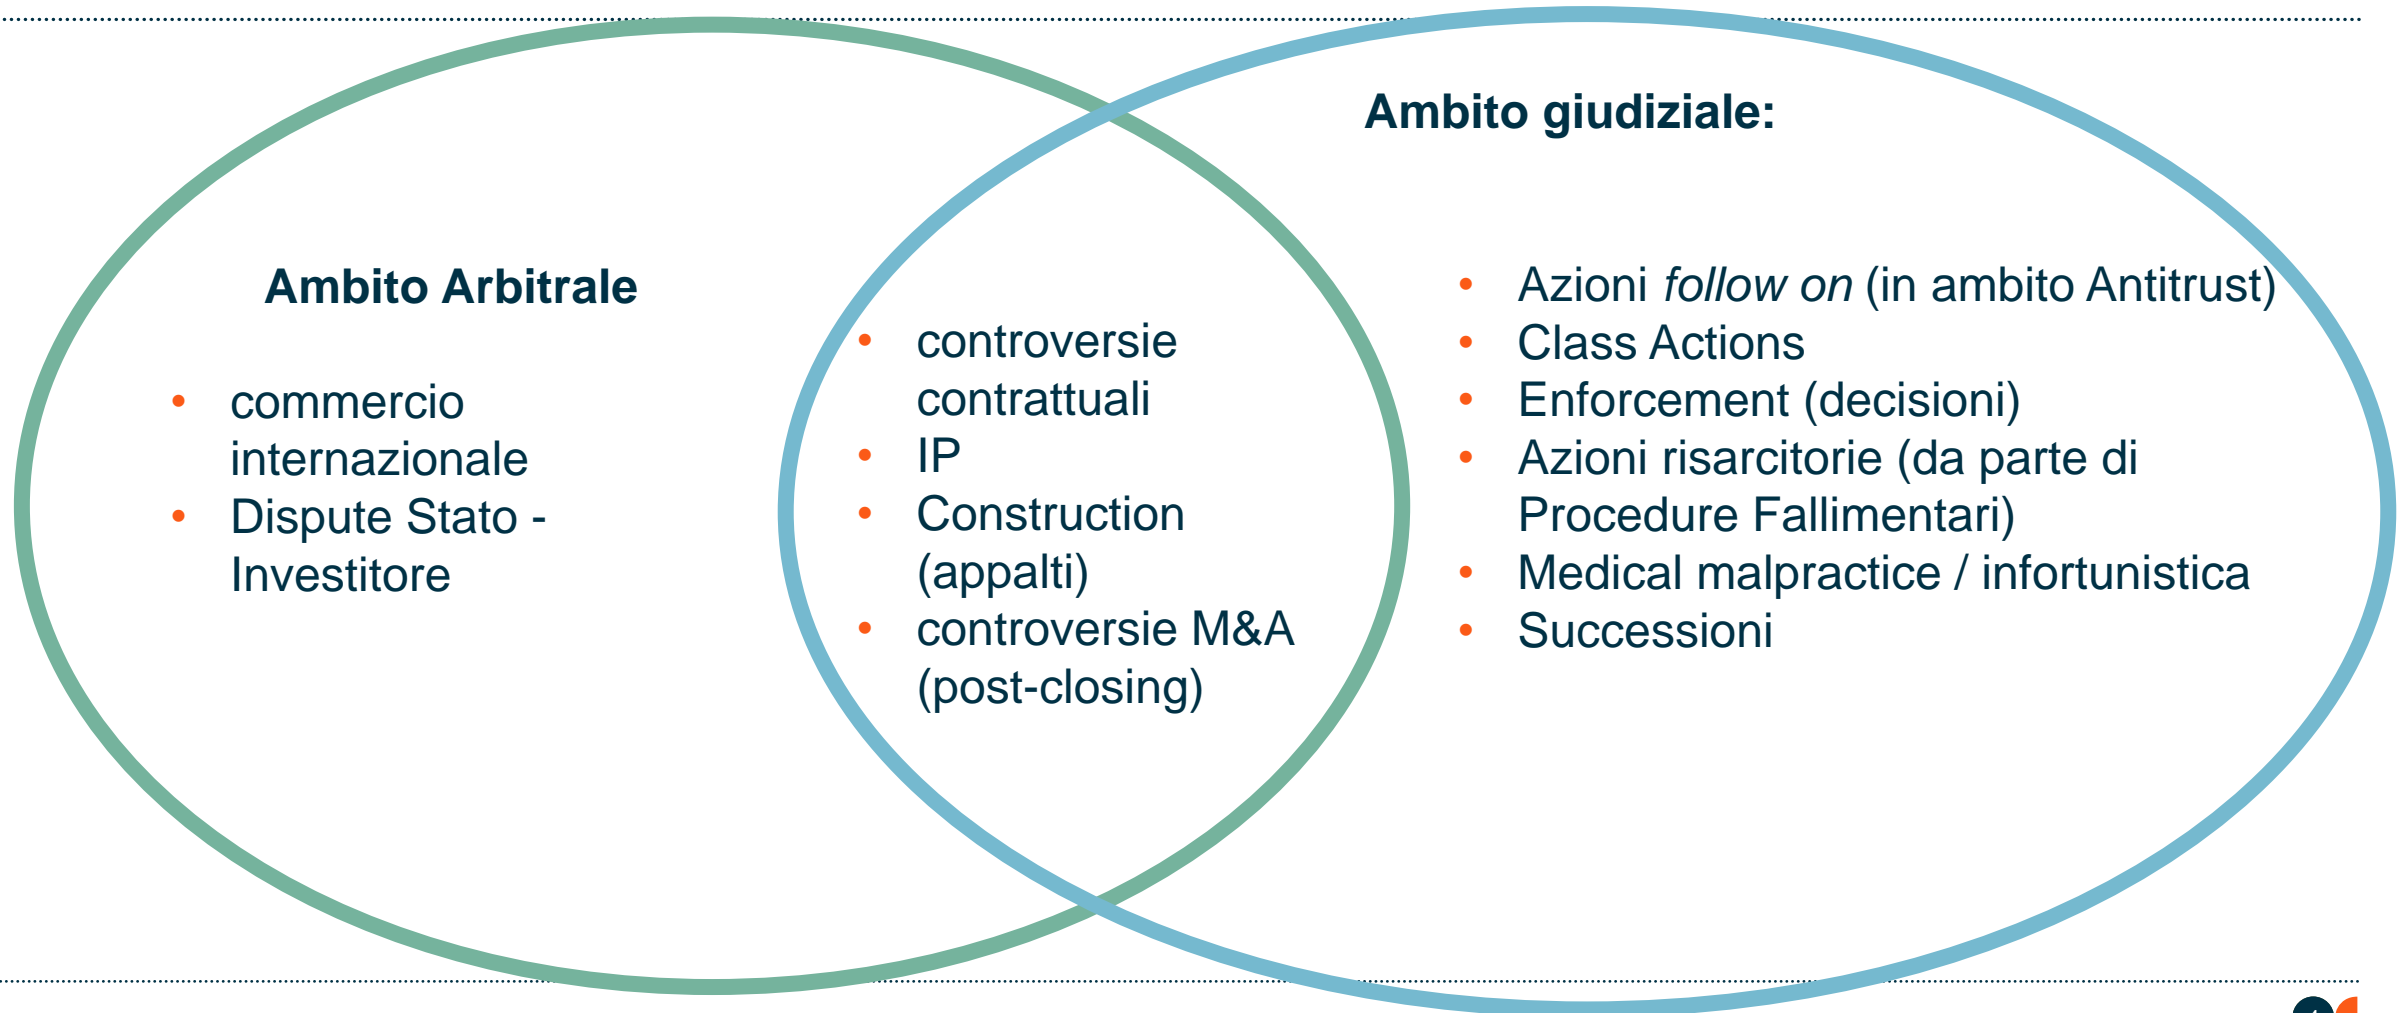 Ambito Arbitrale
• commercio
internazionale
• Dispute Stato -
Investitore
• controversie
contrattuali
• IP
• Construction
(appalti)
• controversie M&A
(post-closing)
Ambito giudiziale:
• Azioni follow on (in ambito Antitrust)
• Class Actions
• Enforcement (decisioni)
• Azioni risarcitorie (da parte di
Procedure Fallimentari)
• Medical malpractice / infortunistica
• Successioni